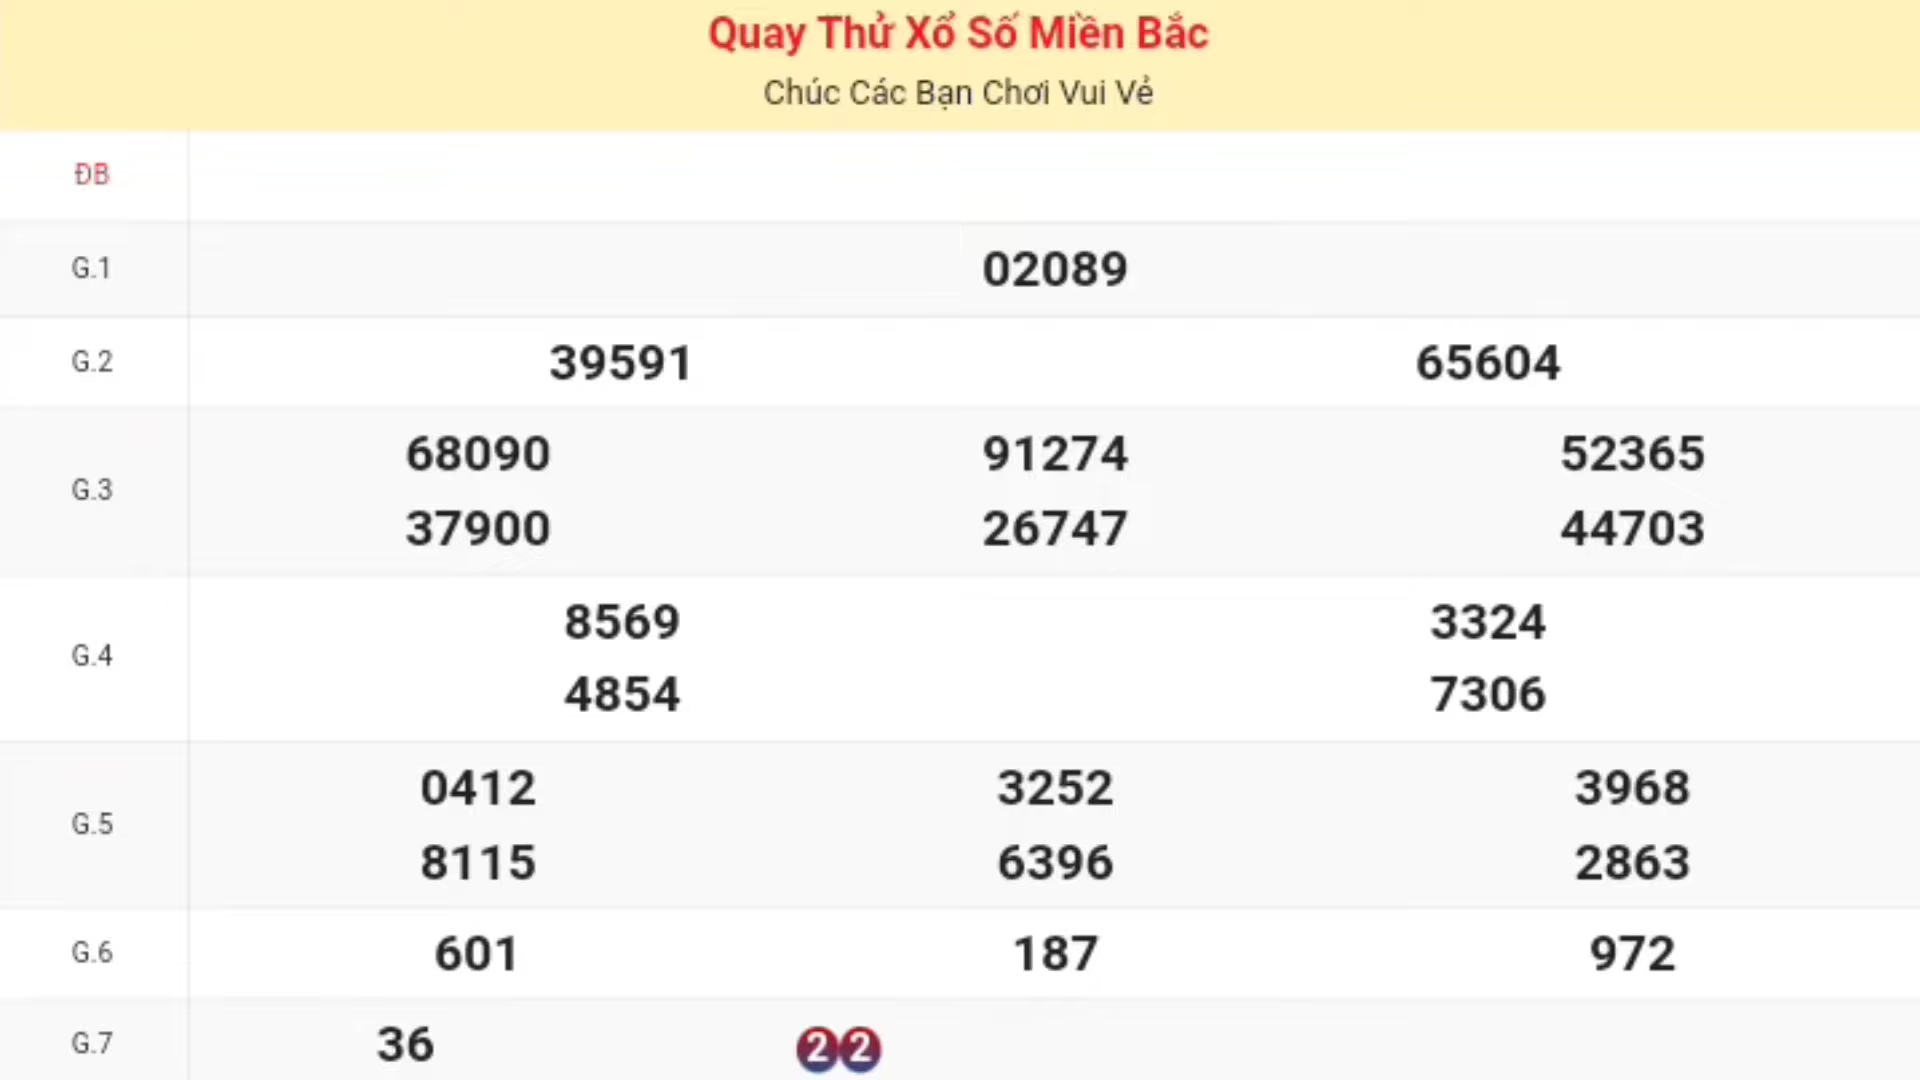 Quay Thử Xổ Số Miền Bắc
Chúc Các Bạn Chơi Vui Vẻ
ĐB
G.1 02089
G.2 39591 65604
G.3 68090 91274 52365
37900 26747 44703
G.4 8569 3324
4854 7306
G.5 0412 3252 3968
8115 6396 2863
G.6 601 187 972
G.7 36 22